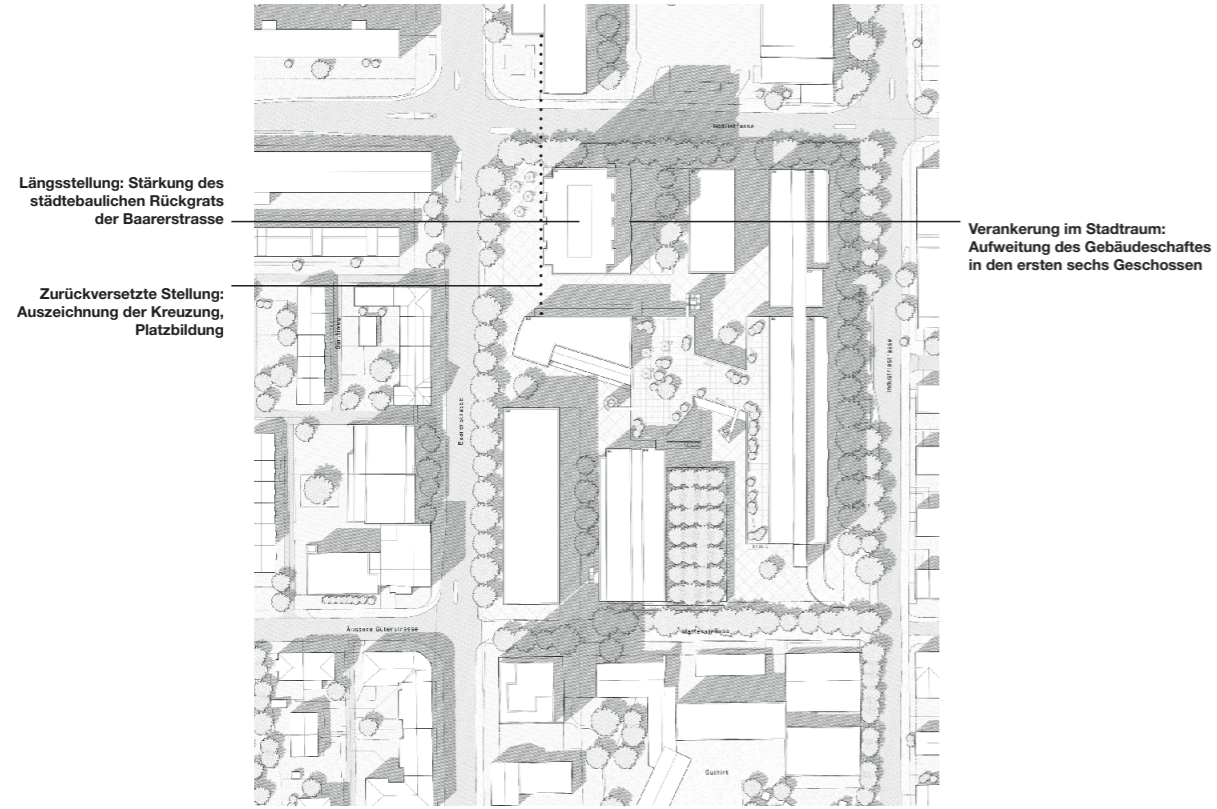 Längsstellung: Stärkung des
städtebaulichen Rückgrats
der Baarerstrasse
Zurückversetzte Stellung:
Auszeichnung der Kreuzung,
Platzbildung
Verankerung im Stadtraum:
Aufweitung des Gebäudeschaftes
in den ersten sechs Geschossen
Industriestrasse
Äussere Güterstrasse
Guthirt